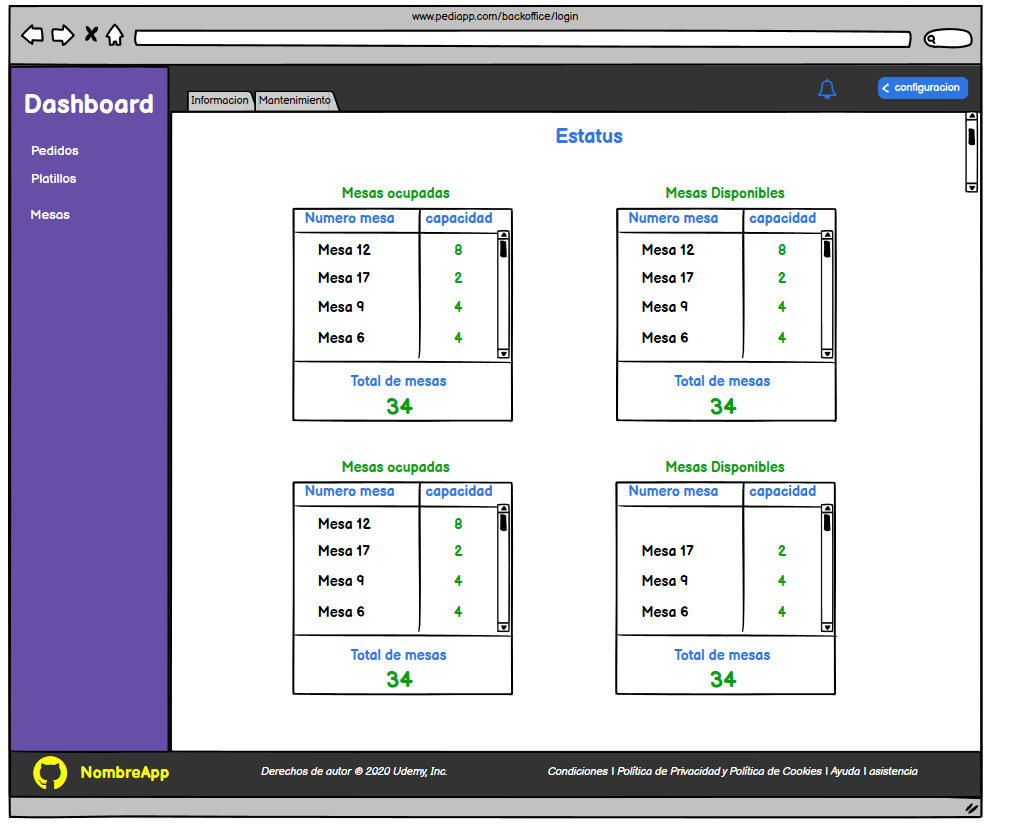 www.pediapp.com/backoffice/login
Dashboard
Pedidos
Platillos
Mesas
Informacion
Mantenimiento
configuracion
Estatus
Mesas ocupadas
Numero mesa capacidad
Mesa 12 8
Mesa 17 2
Mesa 9 4
Mesa 6 4
Total de mesas
34
Mesas Disponibles
Numero mesa capacidad
Mesa 12 8
Mesa 17 2
Mesa 9 4
Mesa 6 4
Total de mesas
34
Mesas ocupadas
Numero mesa capacidad
Mesa 12 8
Mesa 17 2
Mesa 9 4
Mesa 6 4
Total de mesas
34
Mesas Disponibles
Numero mesa capacidad
Mesa 17 2
Mesa 9 4
Mesa 6 4
Total de mesas
34
NombreApp
Derechos de autor © 2020 Udemy, Inc.
Condiciones \ Política de Privacidad y Política de Cookies \ Ayuda \ asistencia